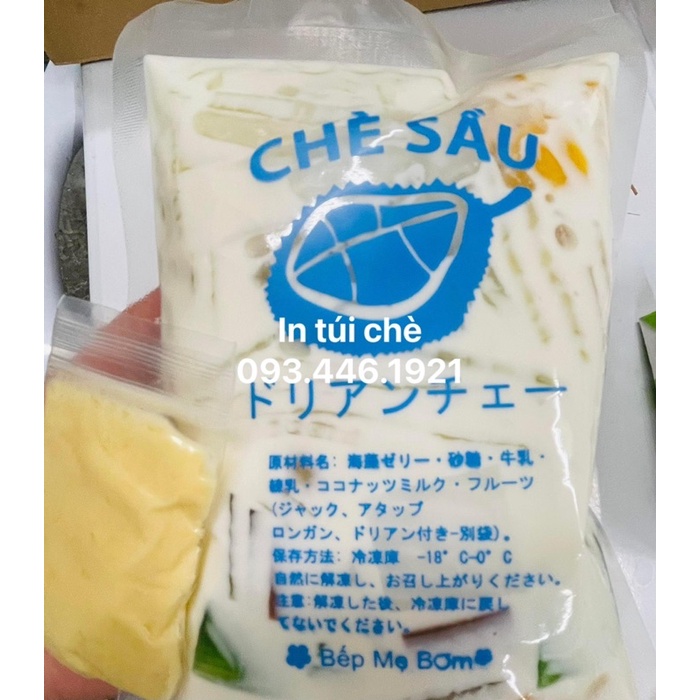 CHÈ SẦU
In túi chè
093.446.1921
ドリアンチェー
原材料名: 海藻ゼリー・砂糖・牛乳・
練乳・ココナッツミルク・フルーツ
(ジャック、アタップ
ロンガン、ドリアン付き-別袋)。
保存方法: 冷凍庫 -18°C-0°C
自然に解凍し、お召し上がりください。
注意:解凍した後、冷凍庫に戻し
てないでください。
Bếp Mẹ Bơm